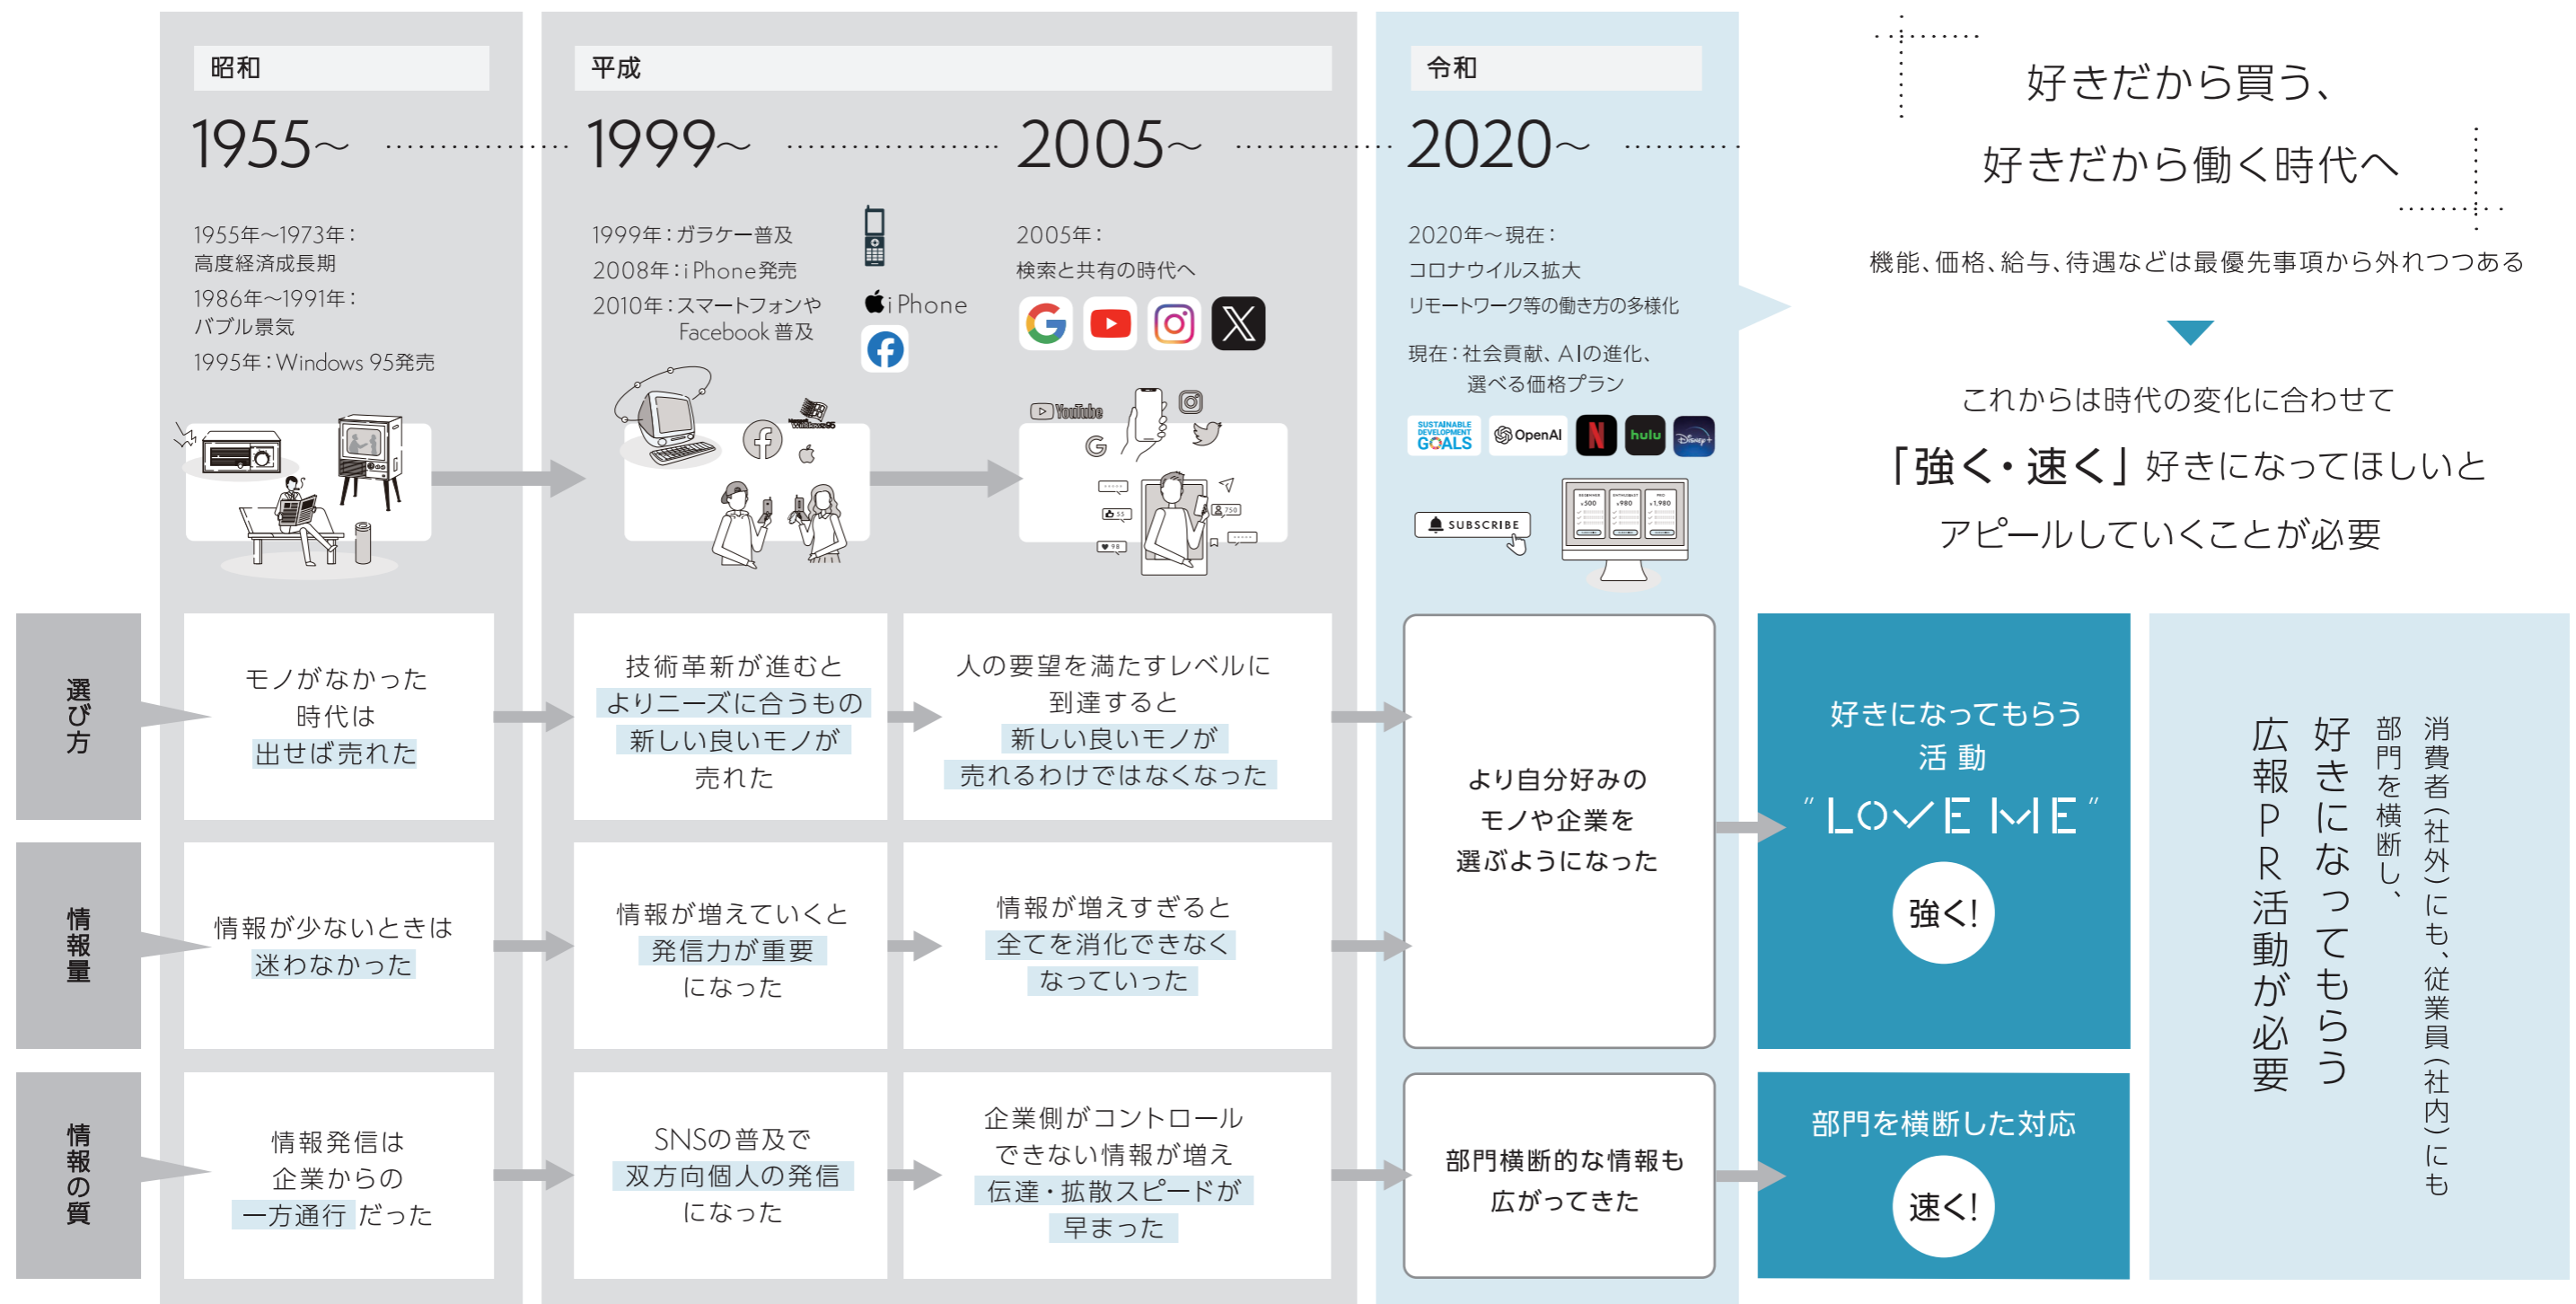 昭和
1955〜
1955年〜1973年：
高度経済成長期
1986年〜1991年：
バブル景気
1995年：Windows 95発売
平成
1999〜
1999年：ガラケー普及
2008年：iPhone発売
2010年：スマートフォンや
Facebook 普及
iPhone
Windows95
2005〜
2005年：
検索と共有の時代へ
YouTube
55
750
98
令和
2020〜
2020年〜現在：
コロナウイルス拡大
リモートワーク等の働き方の多様化
現在：社会貢献、AIの進化、
選べる価格プラン
SUSTAINABLE
DEVELOPMENT
GOALS
OpenAI
N
hulu
Disney+
SUBSCRIBE
BEGINNER
¥500
ENTHUSIAST
¥980
PRO
¥1,980
好きだから買う、
好きだから働く時代へ
機能、価格、給与、待遇などは最優先事項から外れつつある
これからは時代の変化に合わせて
「強く・速く」好きになってほしいと
アピールしていくことが必要
選び方
モノがなかった
時代は
出せば売れた
技術革新が進むと
よりニーズに合うもの
新しい良いモノが
売れた
人の要望を満たすレベルに
到達すると
新しい良いモノが
売れるわけではなくなった
より自分好みの
モノや企業を
選ぶようになった
好きになってもらう
活動
"LOVE ME"
強く!
情報量
情報が少ないときは
迷わなかった
情報が増えていくと
発信力が重要
になった
情報が増えすぎると
全てを消化できなく
なっていった
情報の質
情報発信は
企業からの
一方通行だった
SNSの普及で
双方向個人の発信
になった
企業側がコントロール
できない情報が増え
伝達・拡散スピードが
早まった
部門横断的な情報も
広がってきた
部門を横断した対応
速く!
消費者（社外）にも、従業員（社内）にも
部門を横断し、
好きになってもらう
広報PR活動が必要